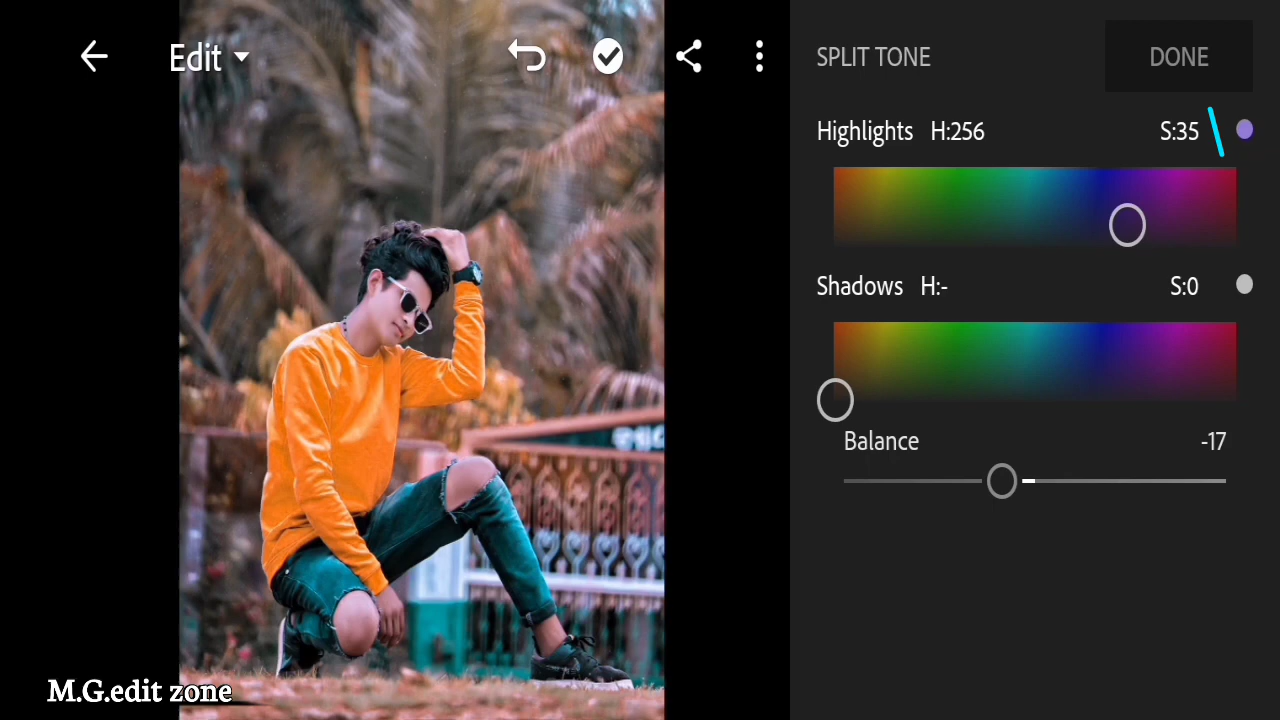 Edit
SPLIT TONE
DONE
Highlights H:256 S:35
Shadows H:- S:0
Balance -17
M.G.edit zone